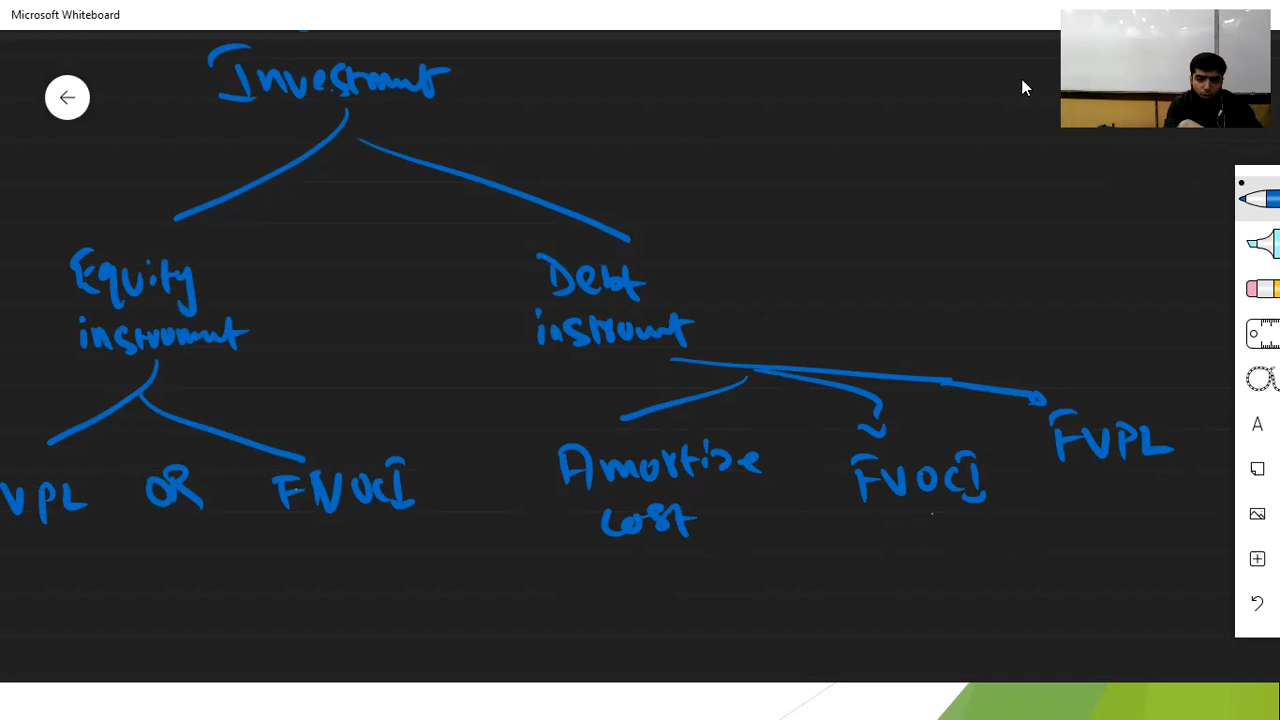 Microsoft Whiteboard
Investment
Equity
instrument
Debt
instrument
VPL OR FVOCI
Amortise
cost
FVOCI
FVPL
A